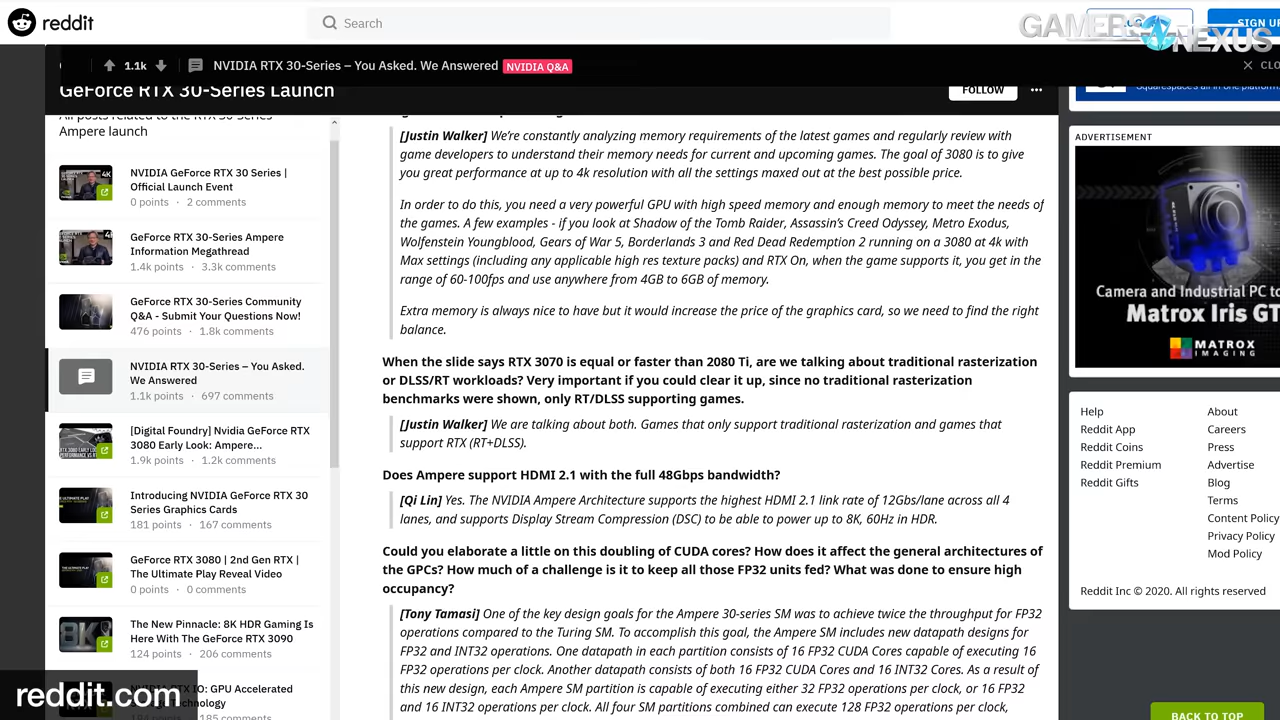 reddit
Search
GAMERS
NEXUS
SIGN UP
1.1k
NVIDIA RTX 30-Series – You Asked. We Answered NVIDIA Q&A
CLO
GeForce RTX 30-Series Launch
FOLLOW
All posts related to the RTX 30-Series
Ampere launch
NVIDIA GeForce RTX 30 Series |
Official Launch Event
0 points · 2 comments
GeForce RTX 30-Series Ampere
Information Megathread
1.4k points · 3.3k comments
GeForce RTX 30-Series Community
Q&A - Submit Your Questions Now!
476 points · 1.8k comments
NVIDIA RTX 30-Series – You Asked.
We Answered
1.1k points · 697 comments
[Digital Foundry] Nvidia GeForce RTX
3080 Early Look: Ampere...
1.9k points · 1.2k comments
Introducing NVIDIA GeForce RTX 30
Series Graphics Cards
181 points · 167 comments
GeForce RTX 3080 | 2nd Gen RTX |
The Ultimate Play Reveal Video
0 points · 0 comments
The New Pinnacle: 8K HDR Gaming Is
Here With The GeForce RTX 3090
124 points · 206 comments
IO: GPU Accelerated
185 comments
reddit.com
[Justin Walker] We’re constantly analyzing memory requirements of the latest games and regularly review with
game developers to understand their memory needs for current and upcoming games. The goal of 3080 is to give
you great performance at up to 4k resolution with all the settings maxed out at the best possible price.
In order to do this, you need a very powerful GPU with high speed memory and enough memory to meet the needs of
the games. A few examples - if you look at Shadow of the Tomb Raider, Assassin’s Creed Odyssey, Metro Exodus,
Wolfenstein Youngblood, Gears of War 5, Borderlands 3 and Red Dead Redemption 2 running on a 3080 at 4k with
Max settings (including any applicable high res texture packs) and RTX On, when the game supports it, you get in the
range of 60-100fps and use anywhere from 4GB to 6GB of memory.
Extra memory is always nice to have but it would increase the price of the graphics card, so we need to find the right
balance.
When the slide says RTX 3070 is equal or faster than 2080 Ti, are we talking about traditional rasterization
or DLSS/RT workloads? Very important if you could clear it up, since no traditional rasterization
benchmarks were shown, only RT/DLSS supporting games.
[Justin Walker] We are talking about both. Games that only support traditional rasterization and games that
support RTX (RT+DLSS).
Does Ampere support HDMI 2.1 with the full 48Gbps bandwidth?
[Qi Lin] Yes. The NVIDIA Ampere Architecture supports the highest HDMI 2.1 link rate of 12Gbs/lane across all 4
lanes, and supports Display Stream Compression (DSC) to be able to power up to 8K, 60Hz in HDR.
Could you elaborate a little on this doubling of CUDA cores? How does it affect the general architectures of
the GPCs? How much of a challenge is it to keep all those FP32 units fed? What was done to ensure high
occupancy?
[Tony Tamasi] One of the key design goals for the Ampere 30-series SM was to achieve twice the throughput for FP32
operations compared to the Turing SM. To accomplish this goal, the Ampere SM includes new datapath designs for
FP32 and INT32 operations. One datapath in each partition consists of 16 FP32 CUDA Cores capable of executing 16
FP32 operations per clock. Another datapath consists of both 16 FP32 CUDA Cores and 16 INT32 Cores. As a result of
this new design, each Ampere SM partition is capable of executing either 32 FP32 operations per clock, or 16 FP32
and 16 INT32 operations per clock. All four SM partitions combined can execute 128 FP32 operations per clock,
Squarespace's all in one platform
ADVERTISEMENT
Camera and Industrial PC to
Matrox Iris GT
MATROX
IMAGING
Help
About
Reddit App
Careers
Reddit Coins
Press
Reddit Premium
Advertise
Reddit Gifts
Blog
Terms
Content Policy
Privacy Policy
Mod Policy
Reddit Inc © 2020. All rights reserved
BACK TO TOP